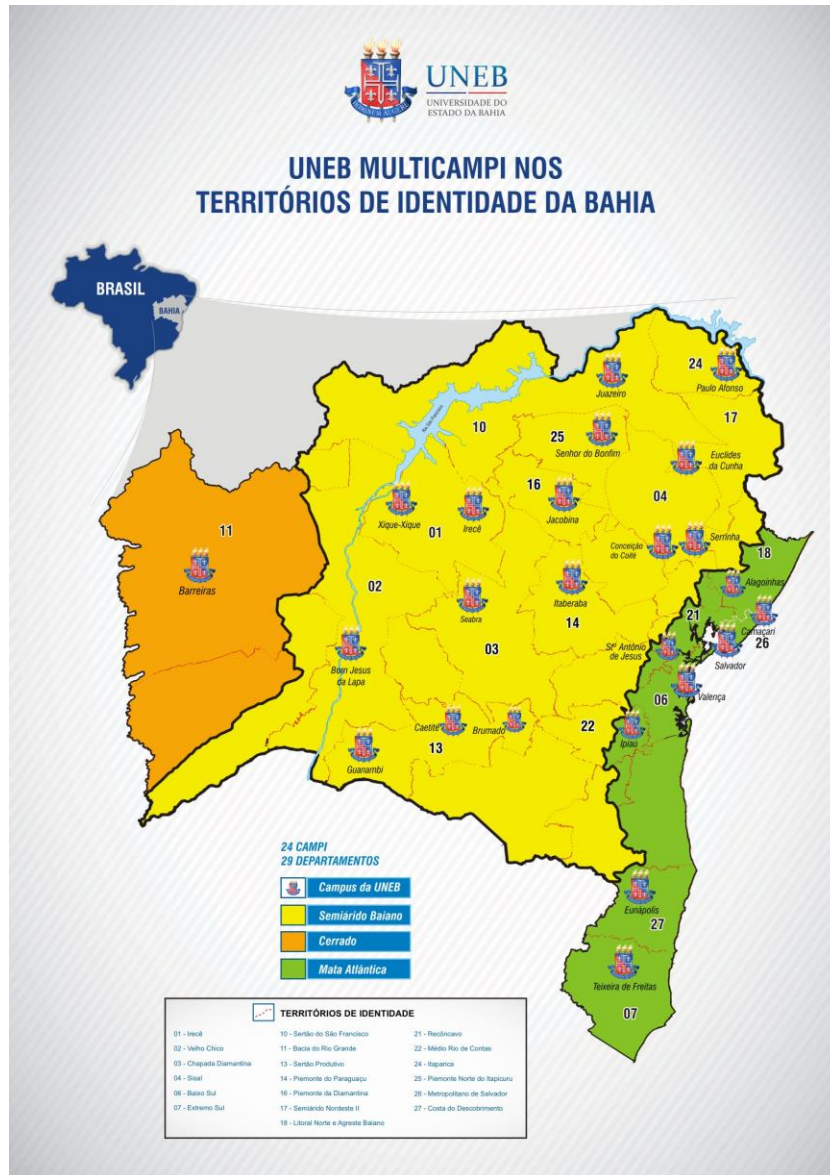 UNEB
UNIVERSIDADE DO
ESTADO DA BAHIA
HOMINEM AUGERE
UNEB MULTICAMPI NOS
TERRITÓRIOS DE IDENTIDADE DA BAHIA
BRASIL
BAHIA
24
Paulo Afonso
Juazeiro
17
10
25
Senhor do Bonfim
Euclides
da Cunha
Rio São Francisco
16
04
Xique-Xique
01
Irecê
Jacobina
11
Conceição
do Coité
Serrinha
18
Barreiras
02
Seabra
Itaberaba
Alagoinhas
14
21
Camaçari
26
03
Stº Antônio
de Jesus
Salvador
Bom Jesus
da Lapa
06
Valença
Caetité
Brumado
22
Ipiaú
13
Guanambi
24 CAMPI
29 DEPARTAMENTOS
Campus da UNEB
Semiárido Baiano
Cerrado
Mata Atlântica
Eunápolis
27
Teixeira de Freitas
07
TERRITÓRIOS DE IDENTIDADE
01 - Irecê
02 - Velho Chico
03 - Chapada Diamantina
04 - Sisal
06 - Baixo Sul
07 - Extremo Sul
10 - Sertão do São Francisco
11 - Bacia do Rio Grande
13 - Sertão Produtivo
14 - Piemonte do Paraguaçu
16 - Piemonte da Diamantina
17 - Semiárido Nordeste II
18 - Litoral Norte e Agreste Baiano
21 - Recôncavo
22 - Médio Rio de Contas
24 - Itaparica
25 - Piemonte Norte do Itapicuru
26 - Metropolitano de Salvador
27 - Costa do Descobrimento